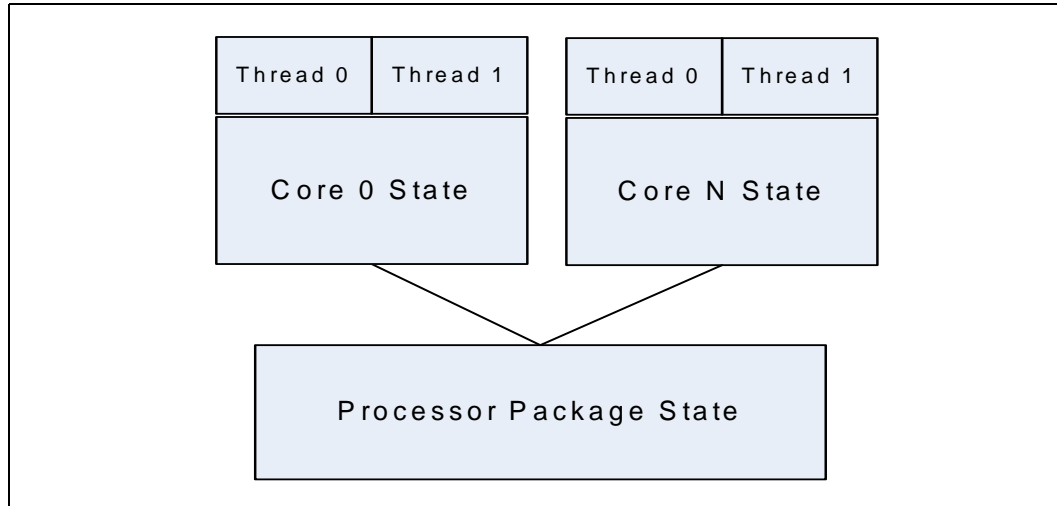 Thread 0
Thread 1
Thread 0
Thread 1
Core 0 State
Core N State
Processor Package State